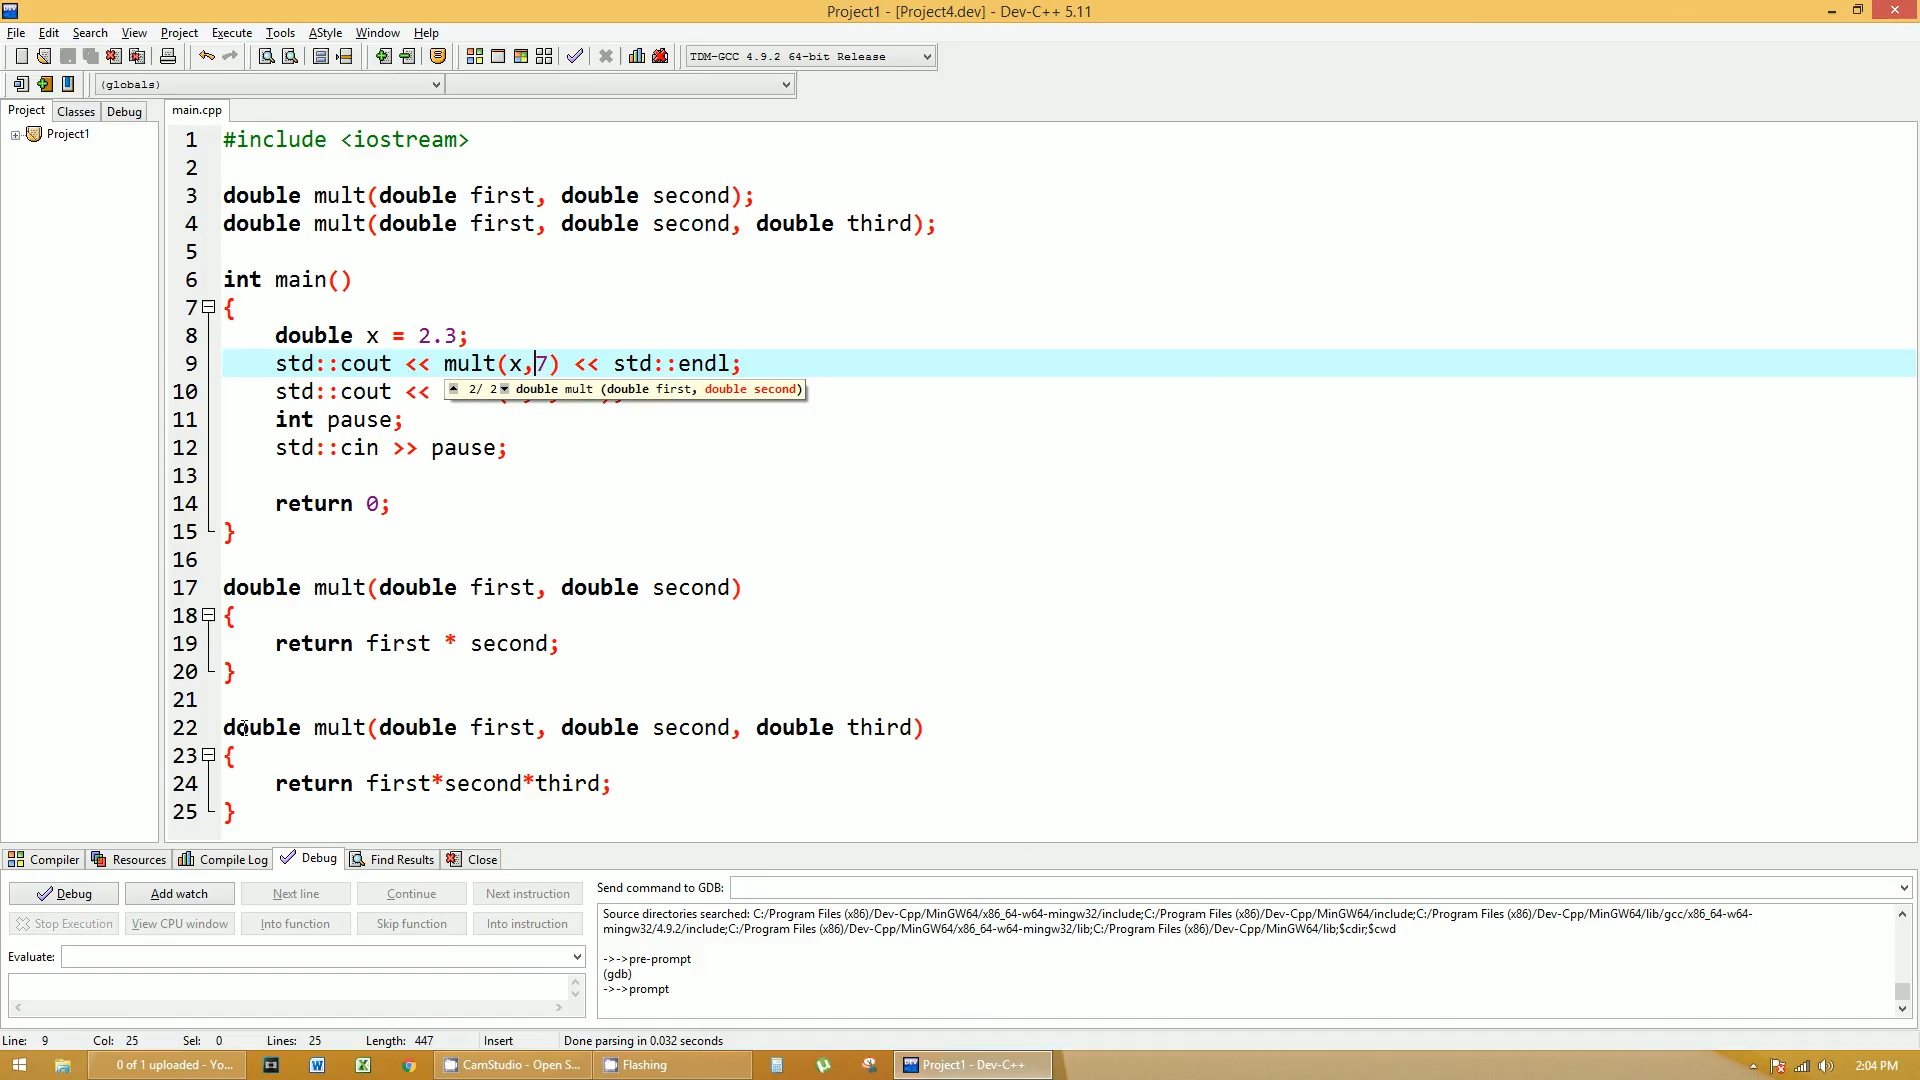 Project1 - [Project4.dev] - Dev-C++ 5.11
File Edit Search View Project Execute Tools AStyle Window Help
TDM-GCC 4.9.2 64-bit Release
(globals)
Project Classes Debug
main.cpp
Project1
1 #include <iostream>
2
3 double mult(double first, double second);
4 double mult(double first, double second, double third);
5
6 int main()
7 {
8 double x = 2.3;
9 std::cout << mult(x,7) << std::endl;
2/ 2 double mult (double first, double second)
10 std::cout <<
11 int pause;
12 std::cin >> pause;
13
14 return 0;
15 }
16
17 double mult(double first, double second)
18 {
19 return first * second;
20 }
21
22 double mult(double first, double second, double third)
23 {
24 return first*second*third;
25 }
Compiler Resources Compile Log Debug Find Results Close
Debug Add watch Next line Continue Next instruction
Stop Execution View CPU window Into function Skip function Into instruction
Evaluate:
Send command to GDB:
Source directories searched: C:/Program Files (x86)/Dev-Cpp/MinGW64/x86_64-w64-mingw32/include;C:/Program Files (x86)/Dev-Cpp/MinGW64/include;C:/Program Files (x86)/Dev-Cpp/MinGW64/lib/gcc/x86_64-w64-
mingw32/4.9.2/include;C:/Program Files (x86)/Dev-Cpp/MinGW64/x86_64-w64-mingw32/lib;C:/Program Files (x86)/Dev-Cpp/MinGW64/lib;$cdir;$cwd
->->pre-prompt
(gdb)
->->prompt
Line: 9 Col: 25 Sel: 0 Lines: 25 Length: 447 Insert Done parsing in 0.032 seconds
0 of 1 uploaded - Yo... CamStudio - Open S... Flashing Project1 - Dev-C++ 2:04 PM